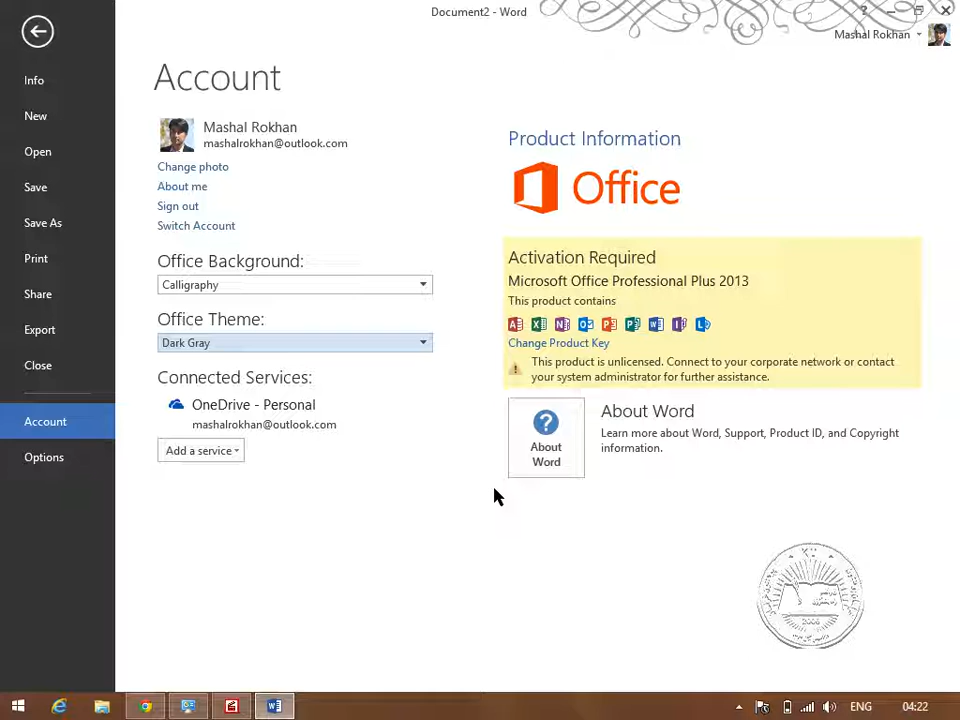 Document2 - Word
?
Mashal Rokhan
Info
New
Open
Save
Save As
Print
Share
Export
Close
Account
Options
Account
Mashal Rokhan
mashalrokhan@outlook.com
Change photo
About me
Sign out
Switch Account
Office Background:
Calligraphy
Office Theme:
Dark Gray
Connected Services:
OneDrive - Personal
mashalrokhan@outlook.com
Add a service
Product Information
Office
Activation Required
Microsoft Office Professional Plus 2013
This product contains
Change Product Key
This product is unlicensed. Connect to your corporate network or contact
your system administrator for further assistance.
?
About
Word
About Word
Learn more about Word, Support, Product ID, and Copyright
information.
KU
2006
ENG
04:22